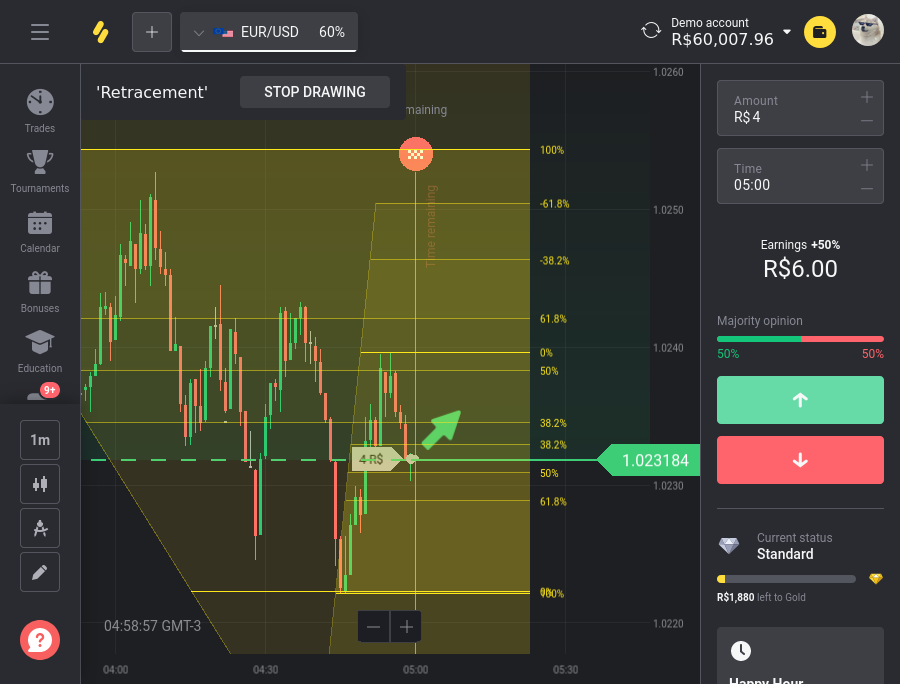 EUR/USD 60%
Demo account
R$60,007.96
'Retracement'
STOP DRAWING
maining
Time remaining
Trades
Tournaments
Calendar
Bonuses
Education
9+
1m
100%
-61.8%
-38.2%
61.8%
0%
50%
38.2%
38.2%
50%
61.8%
100%
4 R$
1.0260
1.0250
1.0240
1.023184
1.0230
1.0220
04:58:57 GMT-3
04:00
04:30
05:00
05:30
Amount
R$ 4
Time
05:00
Earnings +50%
R$6.00
Majority opinion
50%
50%
Current status
Standard
R$1,880 left to Gold
Happy Hour
?